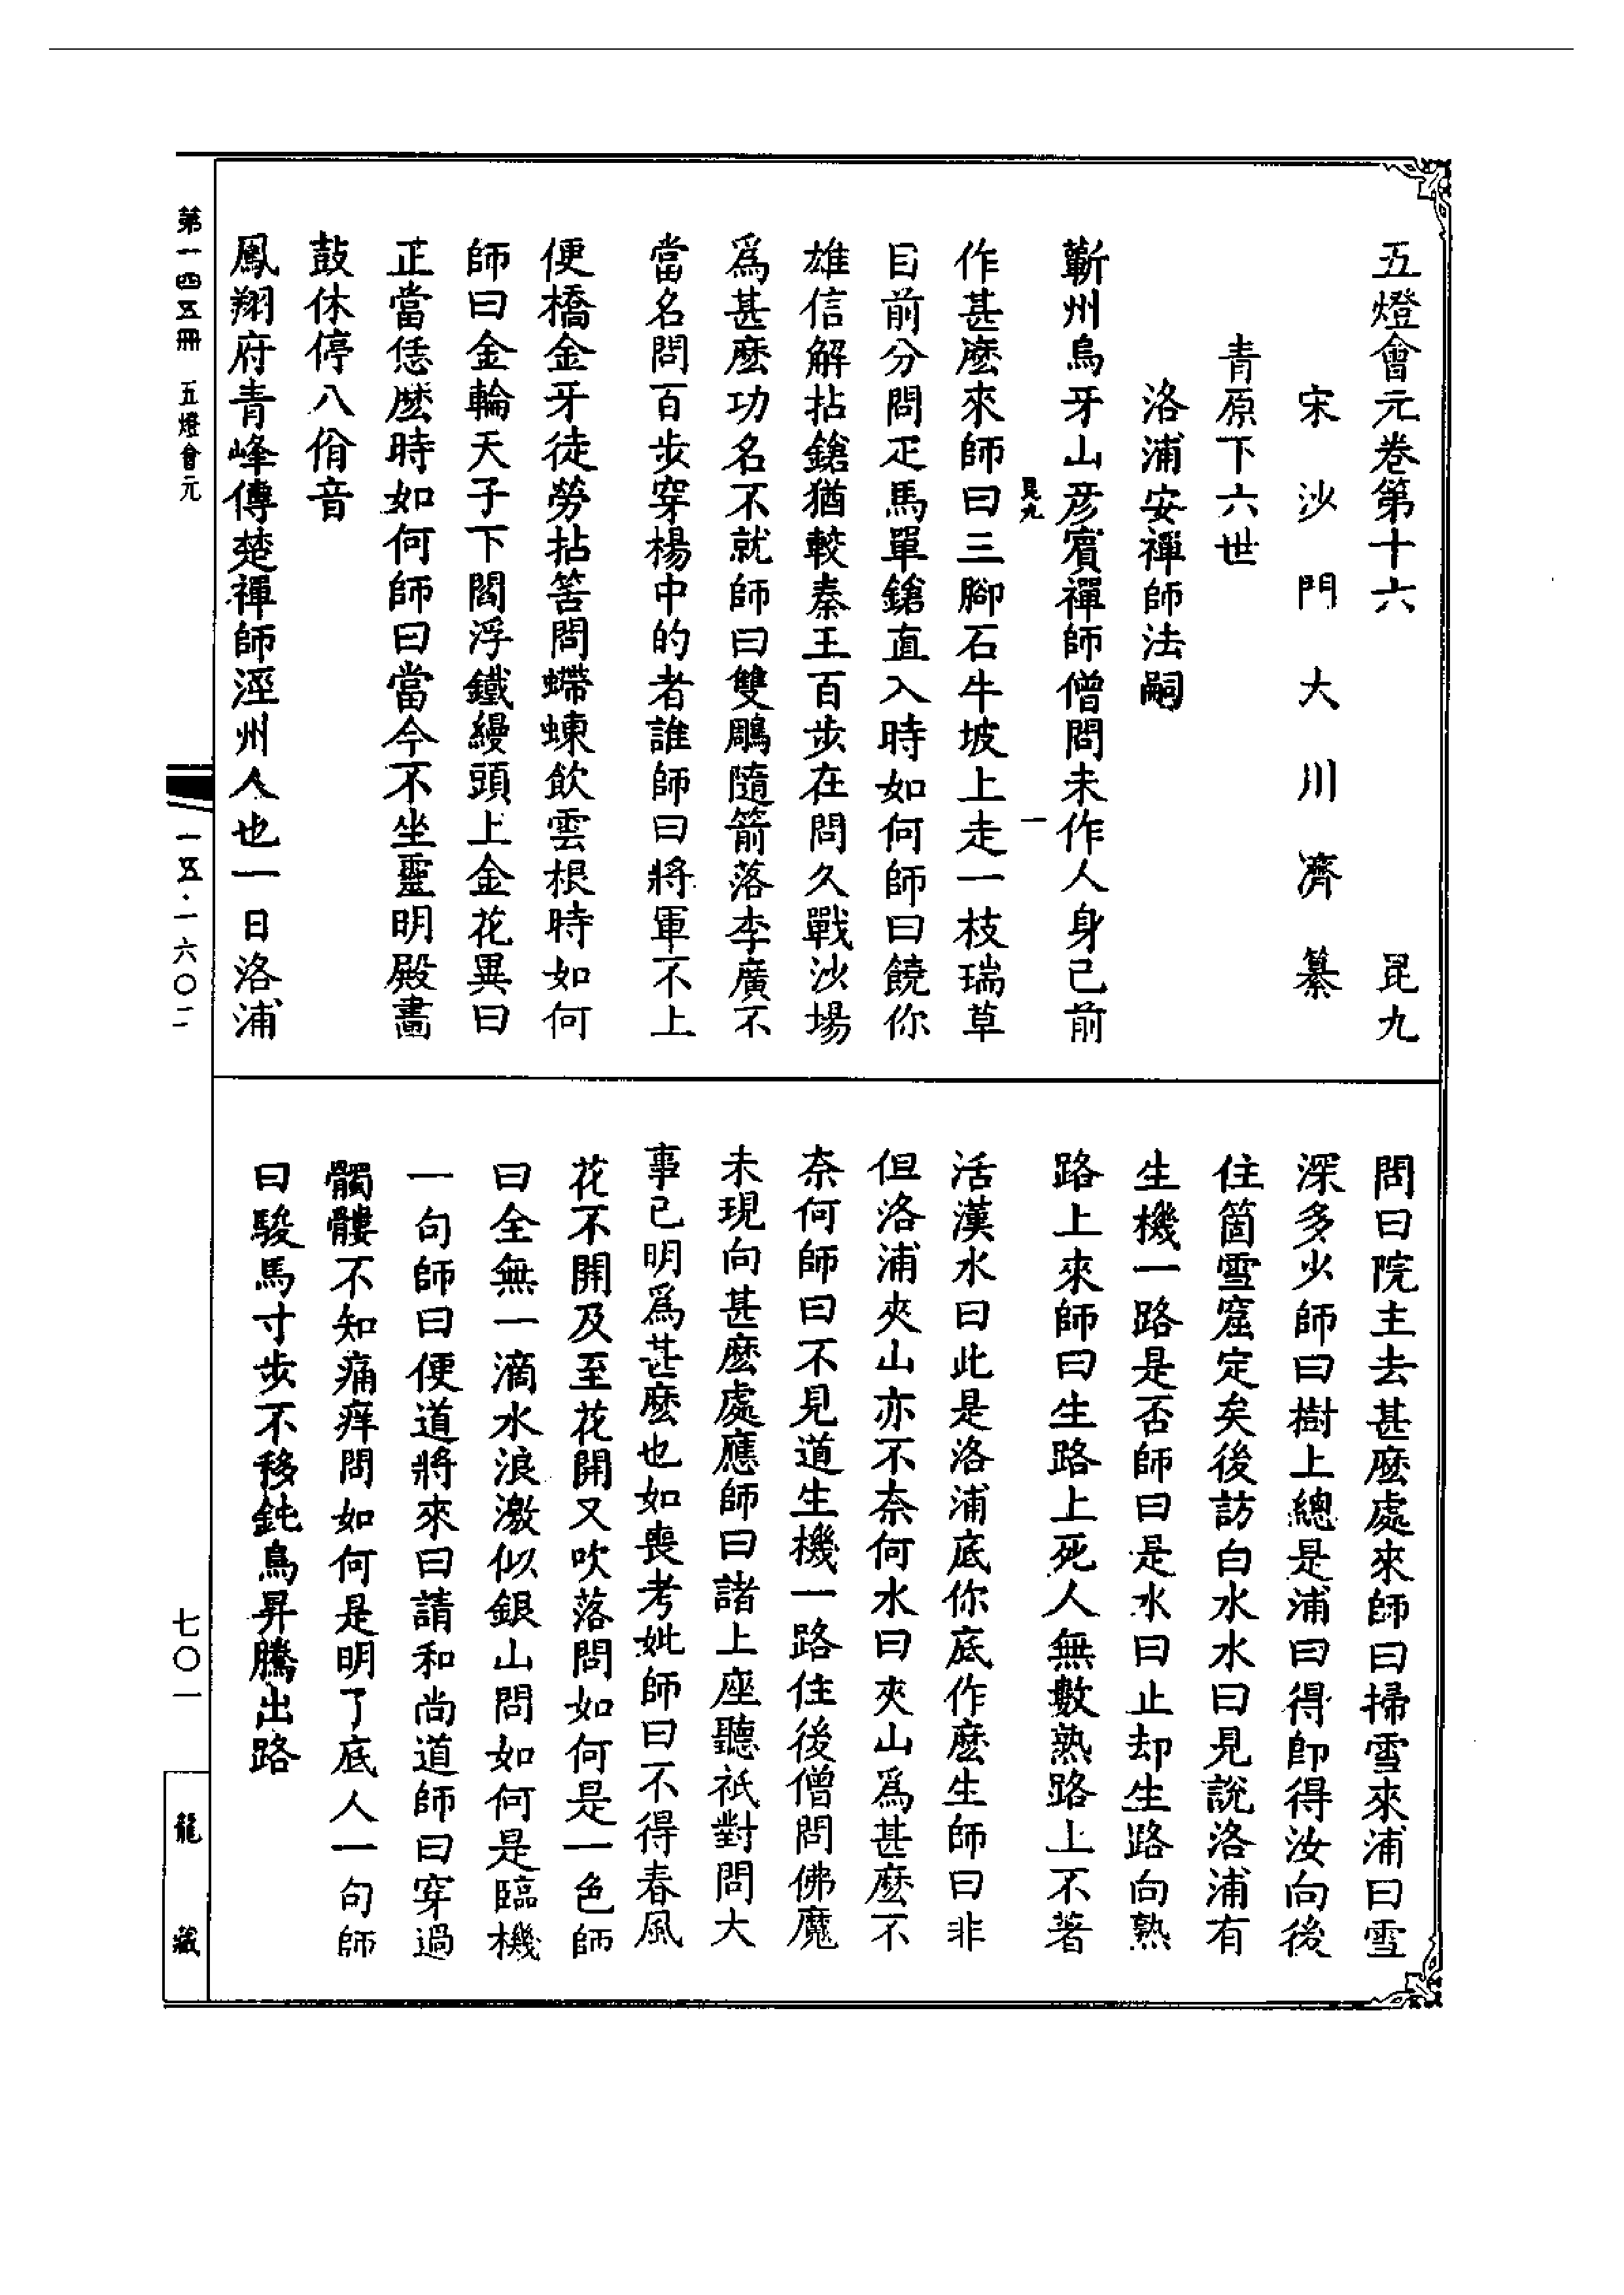 五燈會元卷第十六　昆九
宋沙門大川濟纂
青原下六世
洛浦安禪師法嗣
蘄州烏牙山彥賓禪師僧問未作人身已前
昆九　一
作甚麼來師曰三腳石牛坡上走一枝瑞草
目前分問疋馬單鎗直入時如何師曰饒你
雄信解拈鎗猶較秦王百步在問久戰沙場
爲甚麼功名不就師曰雙鵰隨箭落李廣不
當名問百步穿楊中的者誰師曰將軍不上
便橋金牙徒勞拈筈問螮蝀飲雲根時如何
師曰金輪天子下閻浮鐵縵頭上金花異曰
正當恁麼時如何師曰當今不坐靈明殿畵
鼓休停八佾音
鳳翔府青峰傳楚禪師涇州人也一日洛浦
問曰院主去甚麼處來師曰掃雪來浦曰雪
深多少師曰樹上總是浦曰得卽得汝向後
住箇雪窟定矣後訪白水水曰見說洛浦有
生機一路是否師曰是水曰止却生路向熟
路上來師曰生路上死人無數熟路上不著
活漢水曰此是洛浦底你底作麼生師曰非
但洛浦夾山亦不奈何水曰夾山爲甚麼不
奈何師曰不見道生機一路住後僧問佛魔
未現向甚麼處應師曰諸上座聽祇對問大
事已明爲甚麼也如喪考妣師曰不得春風
花不開及至花開又吹落問如何是一色師
曰全無一滴水浪激似銀山問如何是臨機
一句師曰便道將來曰請和尚道師曰穿過
髑髏不知痛痒問如何是明了底人一句師
曰駿馬寸步不移鈍鳥昇騰出路
第一四五冊　五燈會元
一五·一六〇二
七〇一
龍藏